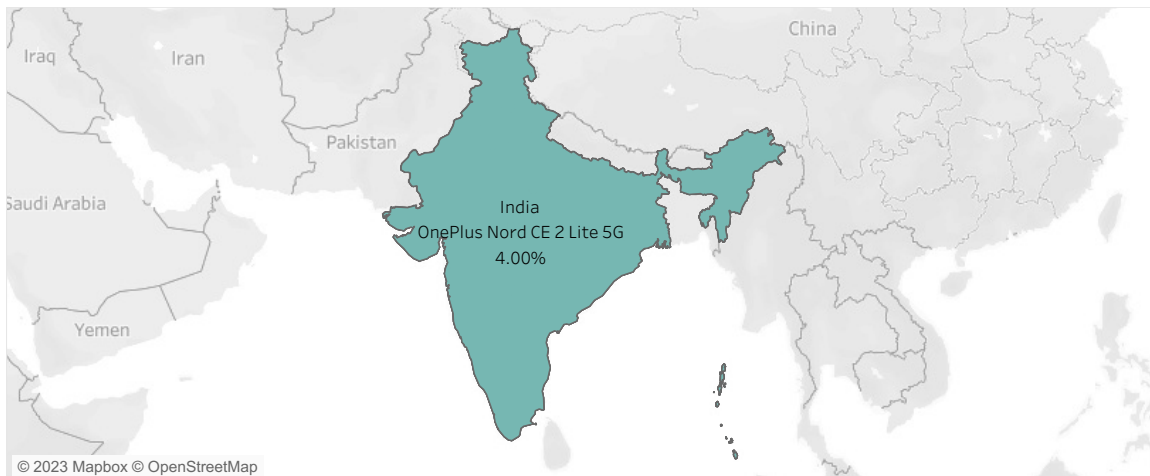 China
Iraq
Iran
Pakistan
Saudi Arabia
India
OnePlus Nord CE 2 Lite 5G
4.00%
Yemen
© 2023 Mapbox © OpenStreetMap